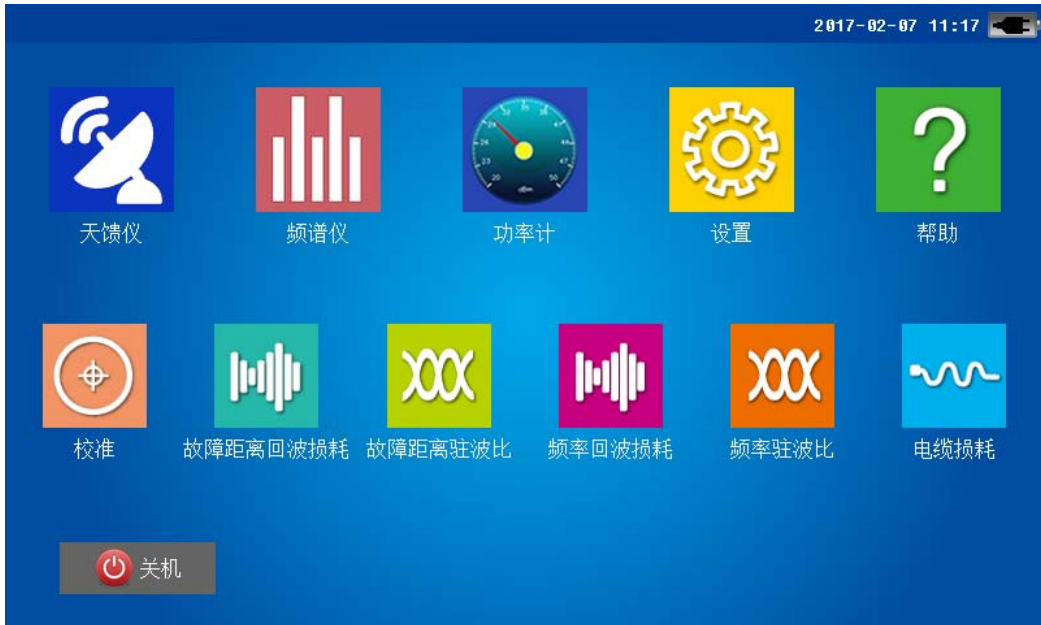 2017-02-07 11:17
天馈仪 频谱仪 功率计 设置 帮助
校准 故障距离回波损耗 故障距离驻波比 频率回波损耗 频率驻波比 电缆损耗
关机